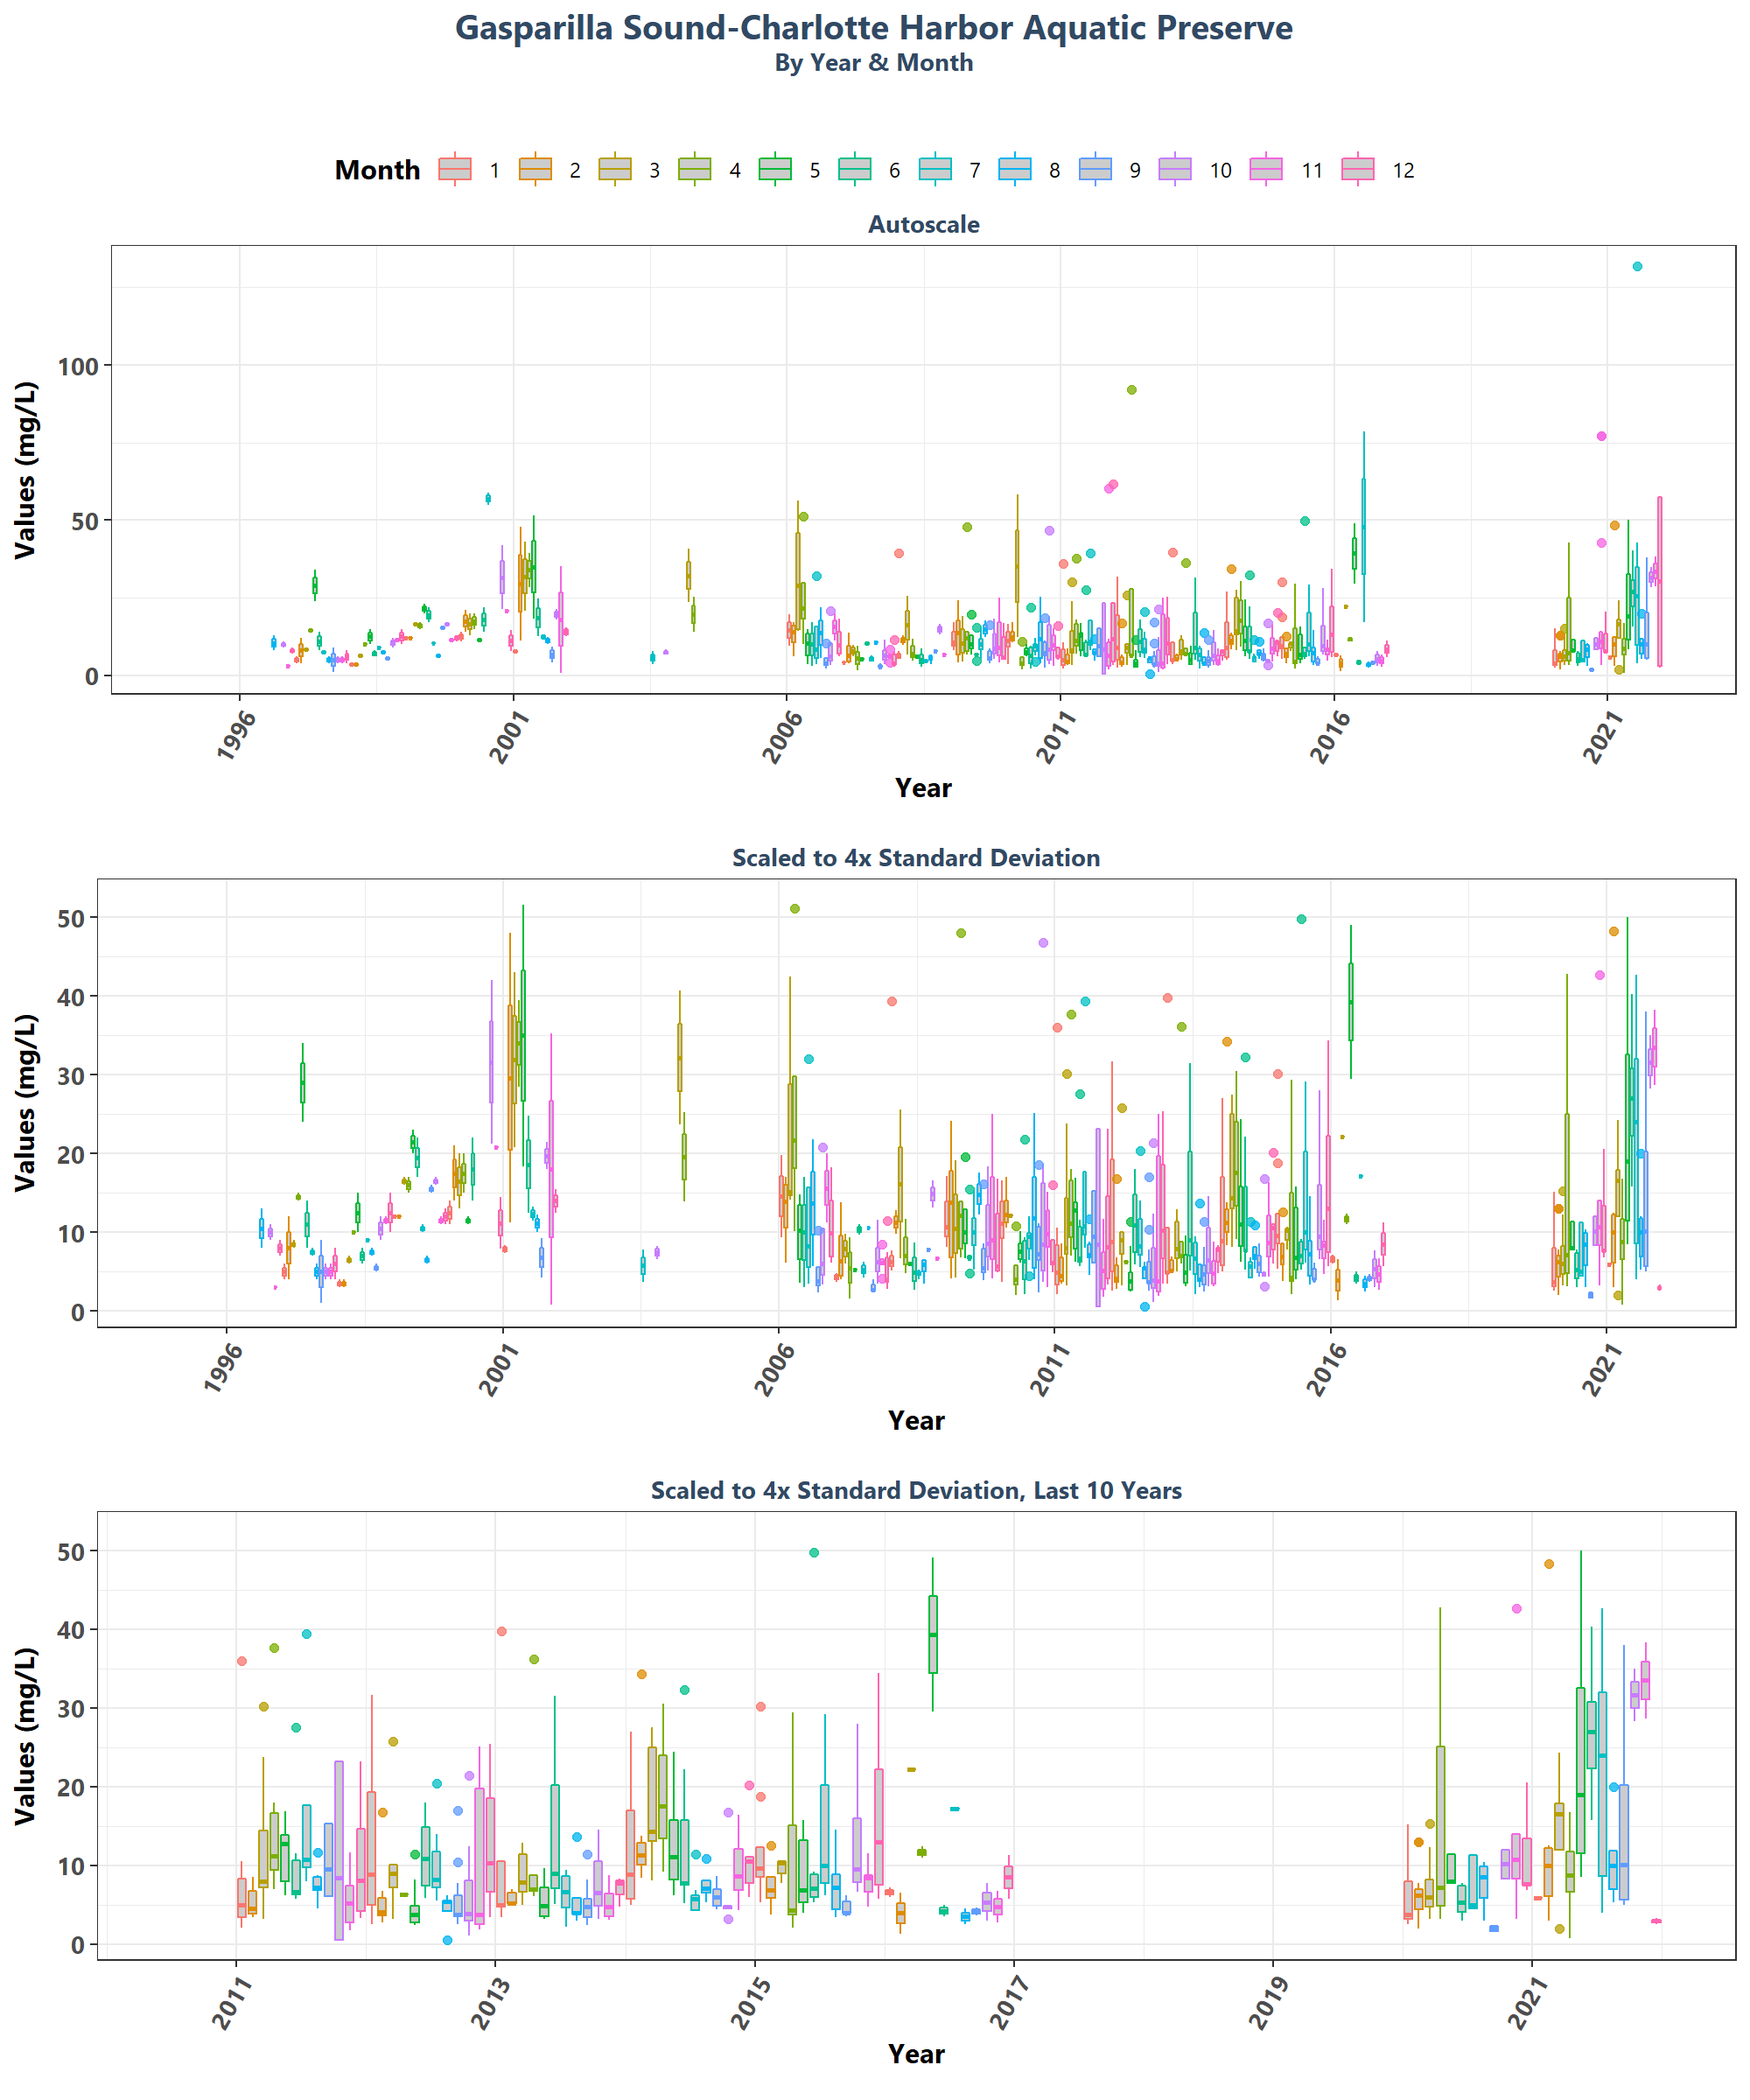 Gasparilla Sound-Charlotte Harbor Aquatic Preserve
By Year & Month
Month 1 2 3 4 5 6 7 8 9 10 11 12
Autoscale
Values (mg/L)
100
50
0
1996 2001 2006 2011 2016 2021
Year
Scaled to 4x Standard Deviation
Values (mg/L)
50
40
30
20
10
0
1996 2001 2006 2011 2016 2021
Year
Scaled to 4x Standard Deviation, Last 10 Years
Values (mg/L)
50
40
30
20
10
0
2011 2013 2015 2017 2019 2021
Year